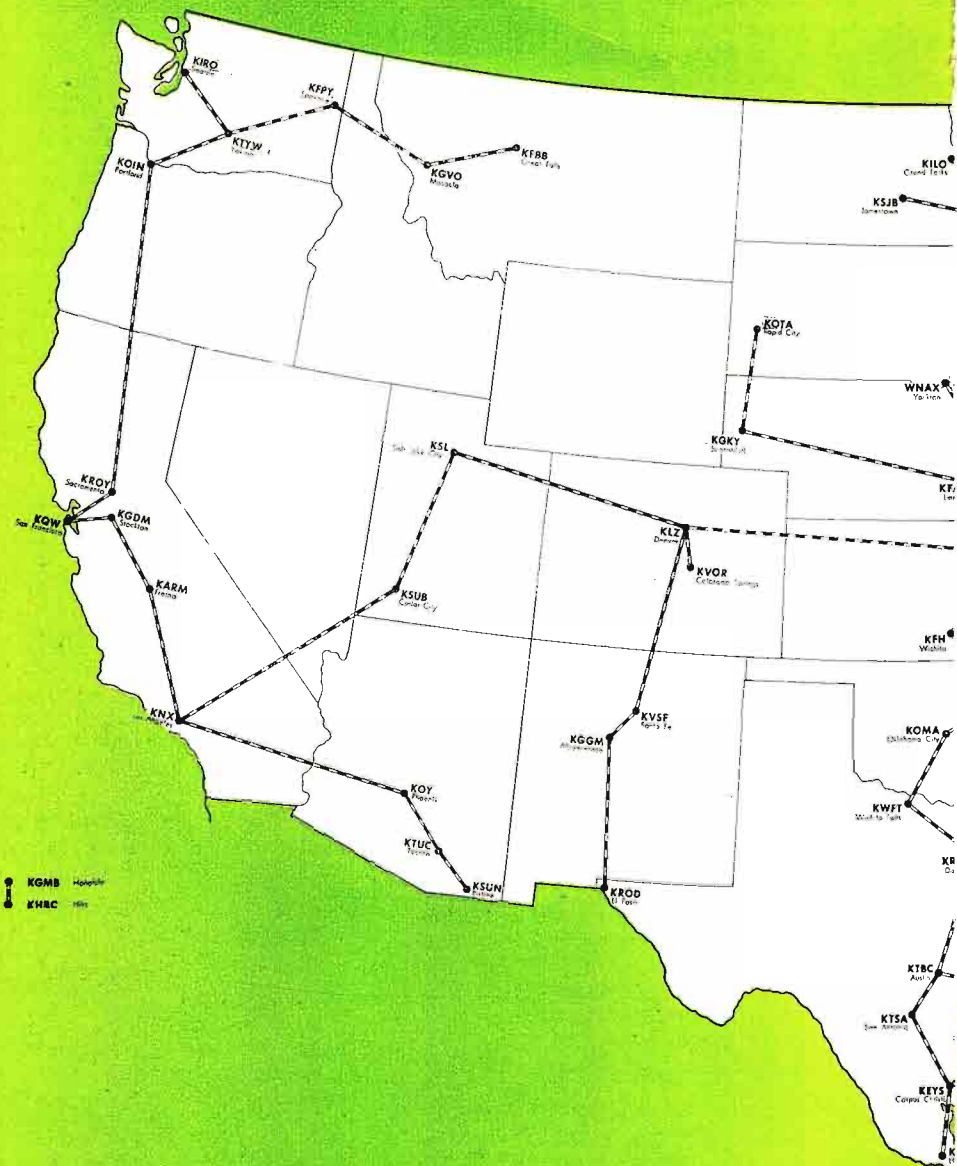 KIRO
Seattle
KFPY
Spokane
KTYW
Yakima
KOIN
Portland
KGVO
Missoula
KFBB
Great Falls
KILO
Grand Forks
KSJB
Jamestown
KOTA
Rapid City
WNAX
Yankton
KGKY
Scottsbluff
KSL
Salt Lake City
KROY
Sacramento
KQW
San Francisco
KGDM
Stockton
KLZ
Denver
KVOR
Colorado Springs
KARM
Fresno
KSUB
Cedar City
KFH
Wichita
KNX
Los Angeles
KVSF
Santa Fe
KGGM
Albuquerque
KOMA
Oklahoma City
KOY
Phoenix
KWFT
Wichita Falls
KTUC
Tucson
KR
Da
KSUN
Bisbee
KROD
El Paso
KGMB Honolulu
KHBC Hilo
KTBC
Austin
KTSA
San Antonio
KEYS
Corpus Christi
K